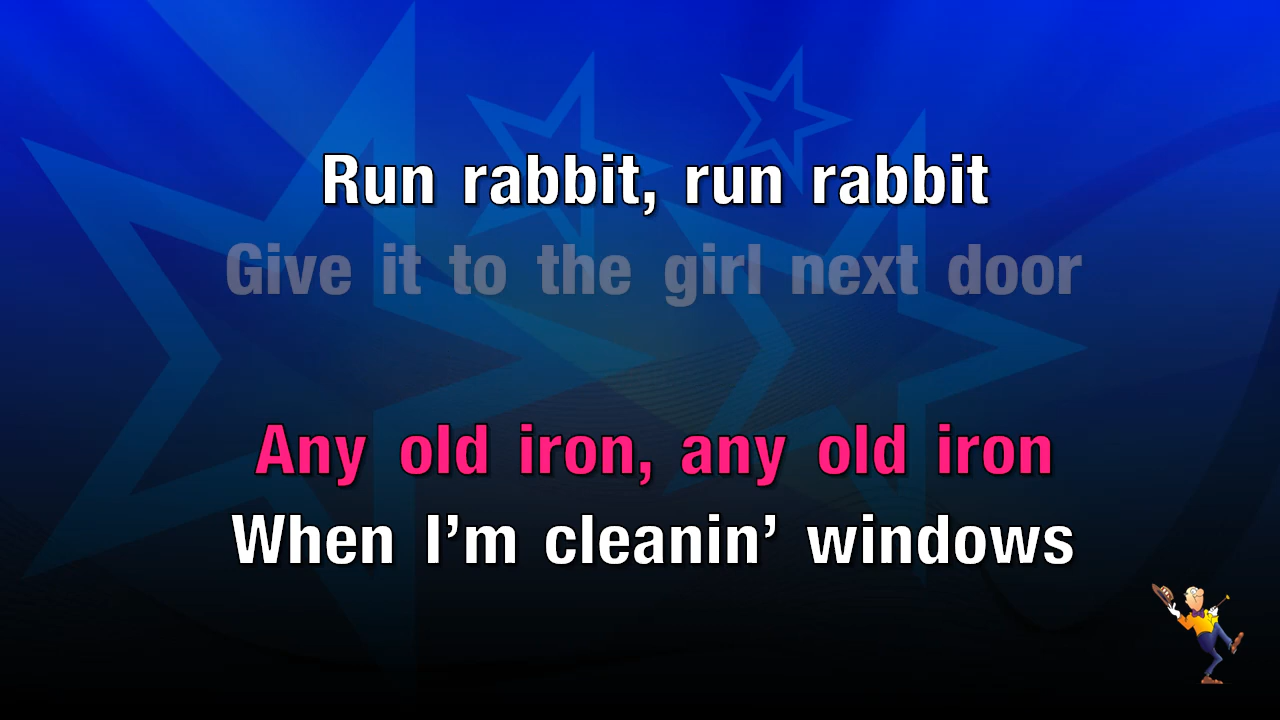 Run rabbit, run rabbit
Give it to the girl next door
Any old iron, any old iron
When I’m cleanin’ windows